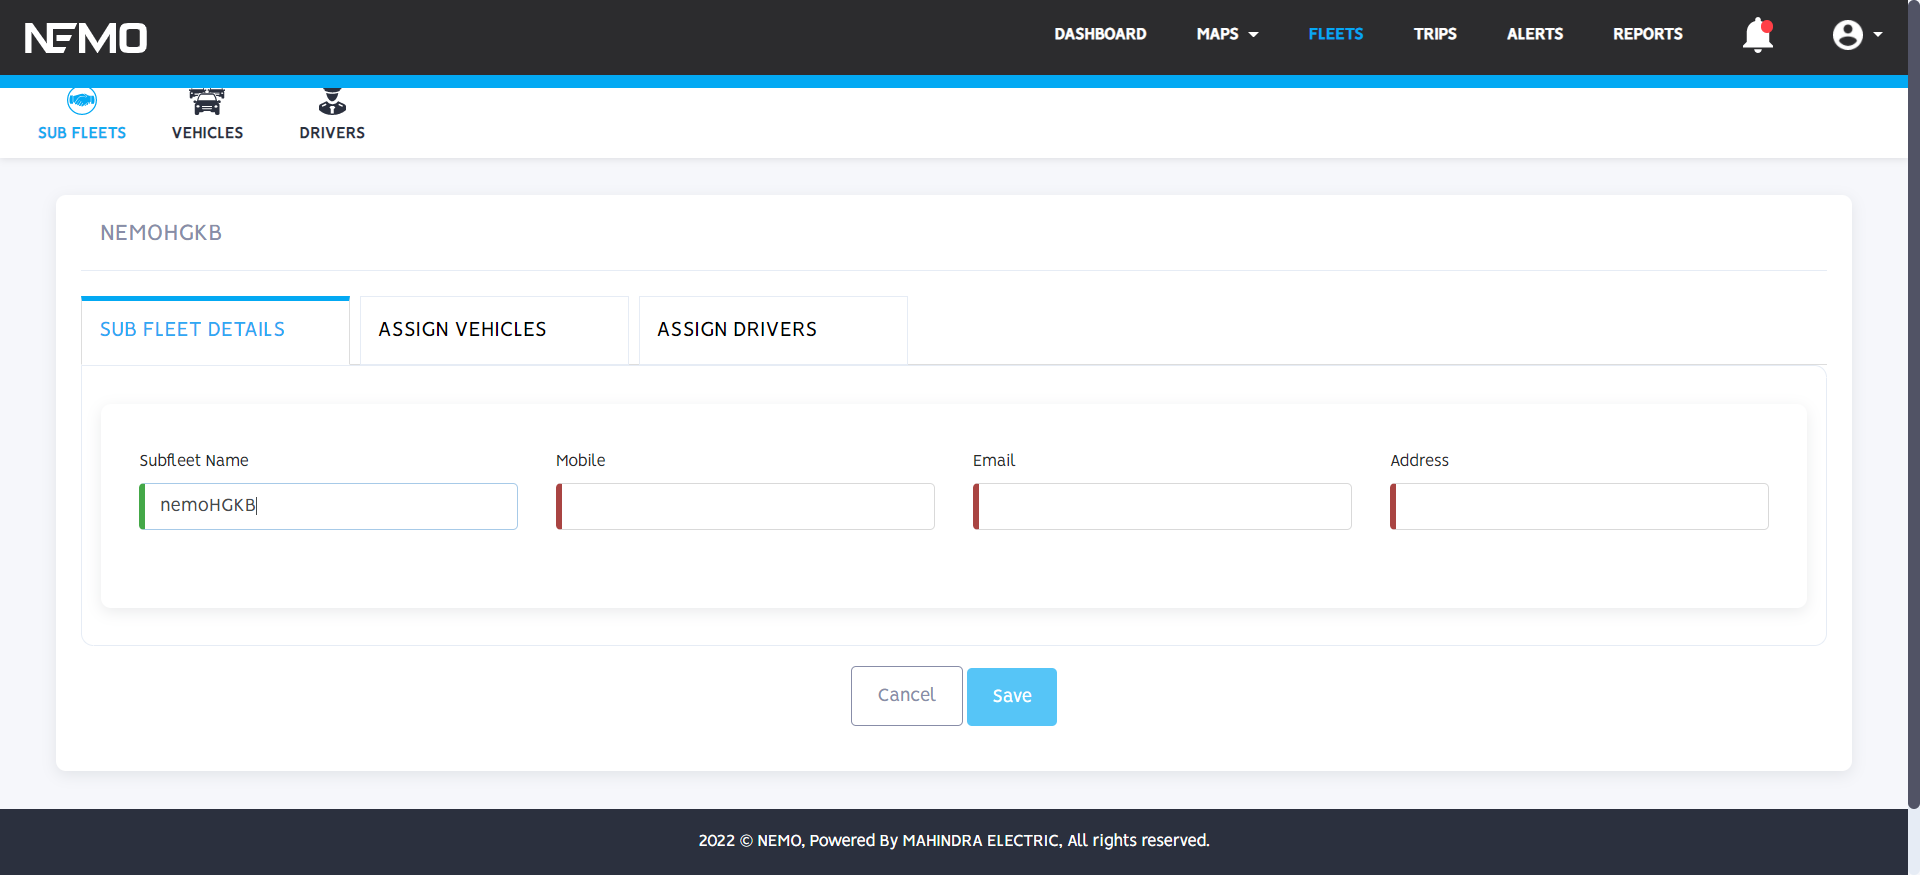 NEMO
DASHBOARD MAPS FLEETS TRIPS ALERTS REPORTS
SUB FLEETS VEHICLES DRIVERS
NEMOHGKB
SUB FLEET DETAILS ASSIGN VEHICLES ASSIGN DRIVERS
Subfleet Name Mobile Email Address
nemoHGKB
Cancel Save
2022 © NEMO, Powered By MAHINDRA ELECTRIC, All rights reserved.